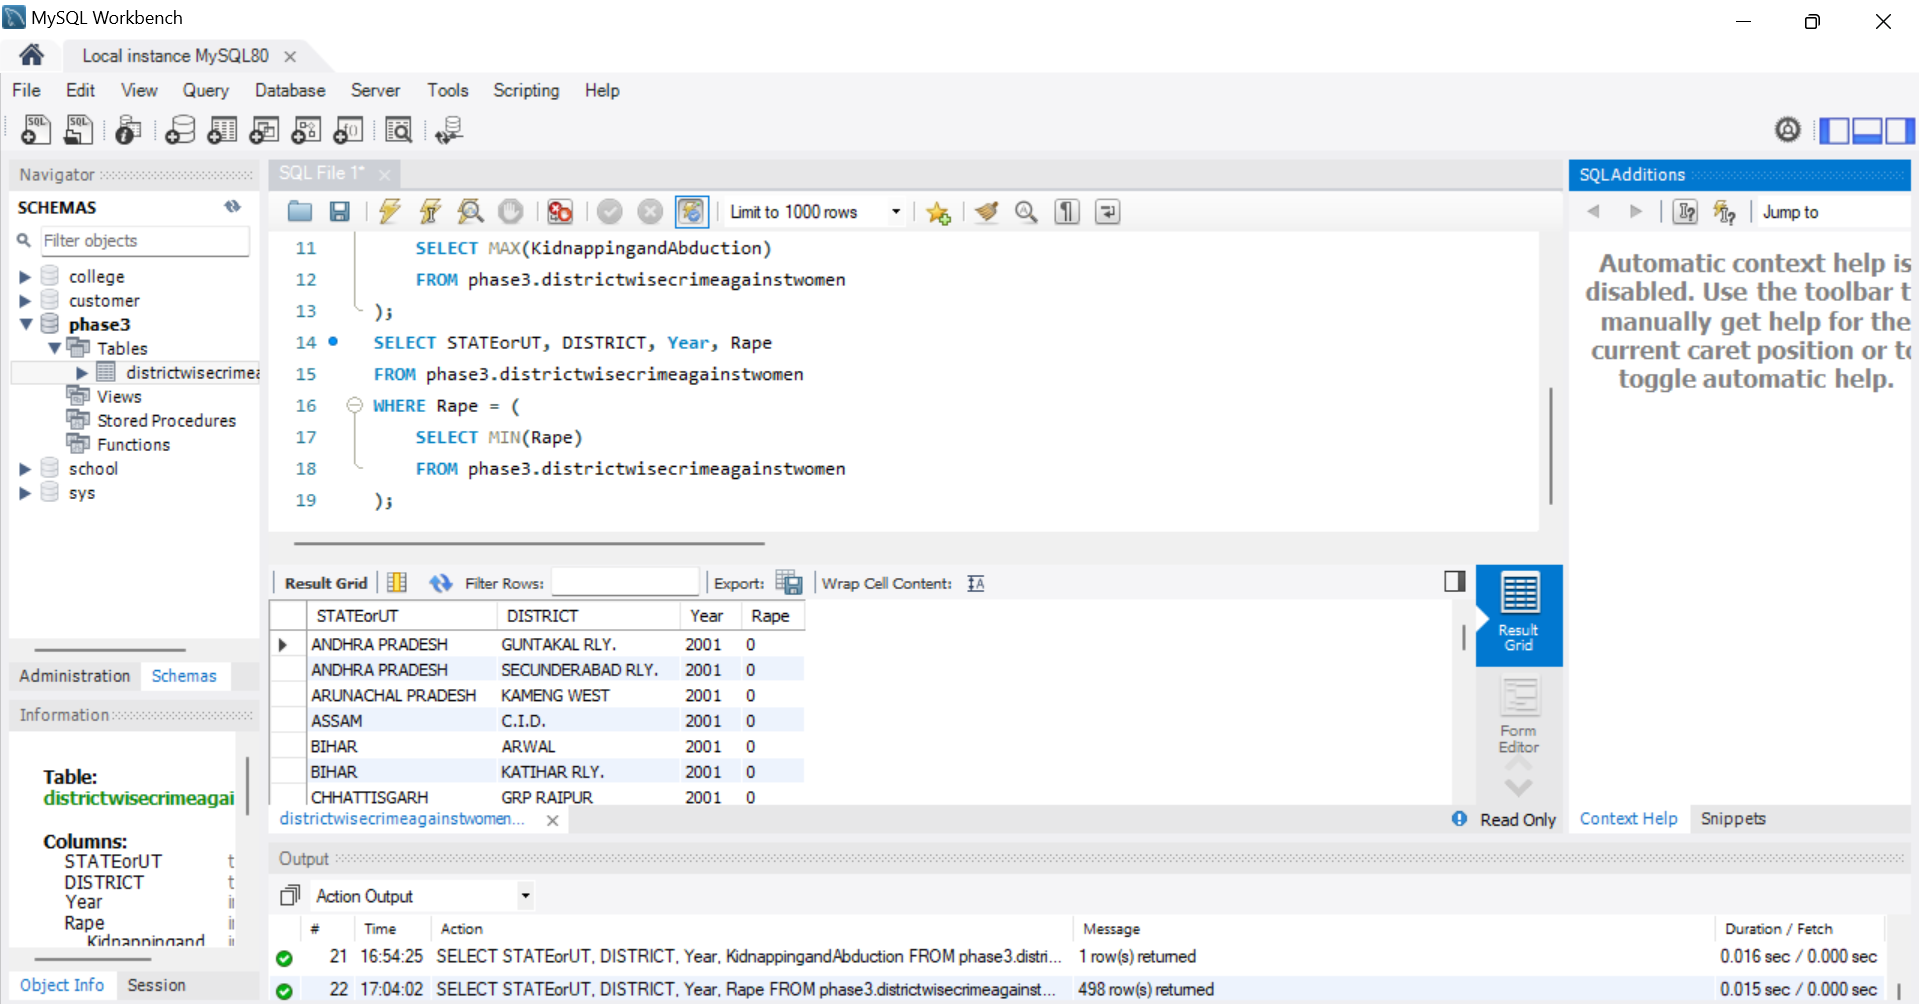 MySQL Workbench
Local instance MySQL80
File Edit View Query Database Server Tools Scripting Help
Navigator
SCHEMAS
Filter objects
college
customer
phase3
Tables
districtwisecrimea
Views
Stored Procedures
Functions
school
sys
Administration Schemas
Information
Table:
districtwisecrimeagai
Columns:
STATEorUT t
DISTRICT t
Year i
Rape i
Kidnappingand i
Object Info Session
SQL File 1*
Limit to 1000 rows
11 SELECT MAX(KidnappingandAbduction)
12 FROM phase3.districtwisecrimeagainstwomen
13 );
14 SELECT STATEorUT, DISTRICT, Year, Rape
15 FROM phase3.districtwisecrimeagainstwomen
16 WHERE Rape = (
17 SELECT MIN(Rape)
18 FROM phase3.districtwisecrimeagainstwomen
19 );
Result Grid Filter Rows: Export: Wrap Cell Content:
STATEorUT DISTRICT Year Rape
ANDHRA PRADESH GUNTAKAL RLY. 2001 0
ANDHRA PRADESH SECUNDERABAD RLY. 2001 0
ARUNACHAL PRADESH KAMENG WEST 2001 0
ASSAM C.I.D. 2001 0
BIHAR ARWAL 2001 0
BIHAR KATIHAR RLY. 2001 0
CHHATTISGARH GRP RAIPUR 2001 0
Result
Grid
Form
Editor
districtwisecrimeagainstwomen...
Read Only
SQLAdditions
Jump to
Automatic context help is
disabled. Use the toolbar t
manually get help for the
current caret position or to
toggle automatic help.
Context Help Snippets
Output
Action Output
# Time Action Message Duration / Fetch
21 16:54:25 SELECT STATEorUT, DISTRICT, Year, KidnappingandAbduction FROM phase3.distri... 1 row(s) returned 0.016 sec / 0.000 sec
22 17:04:02 SELECT STATEorUT, DISTRICT, Year, Rape FROM phase3.districtwisecrimeagainst... 498 row(s) returned 0.015 sec / 0.000 sec